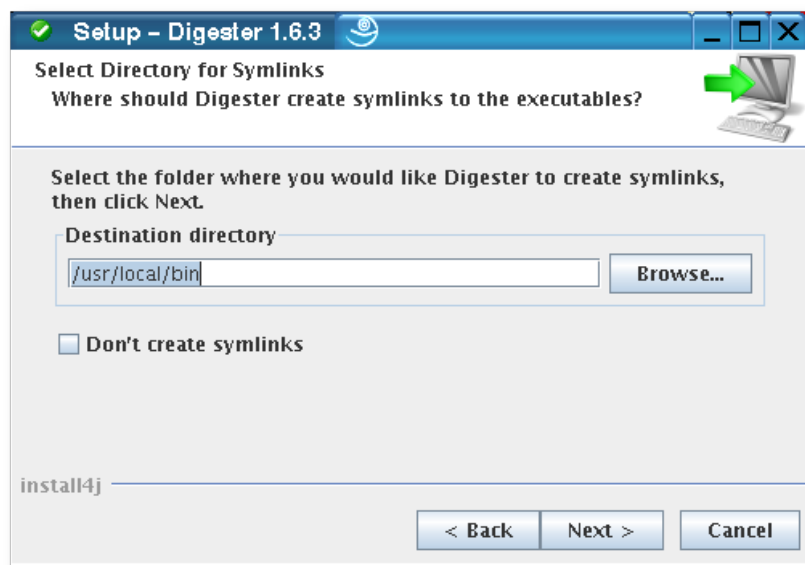 Setup – Digester 1.6.3
Select Directory for Symlinks
Where should Digester create symlinks to the executables?
Select the folder where you would like Digester to create symlinks,
then click Next.
Destination directory
/usr/local/bin
Browse...
Don't create symlinks
install4j
< Back
Next >
Cancel